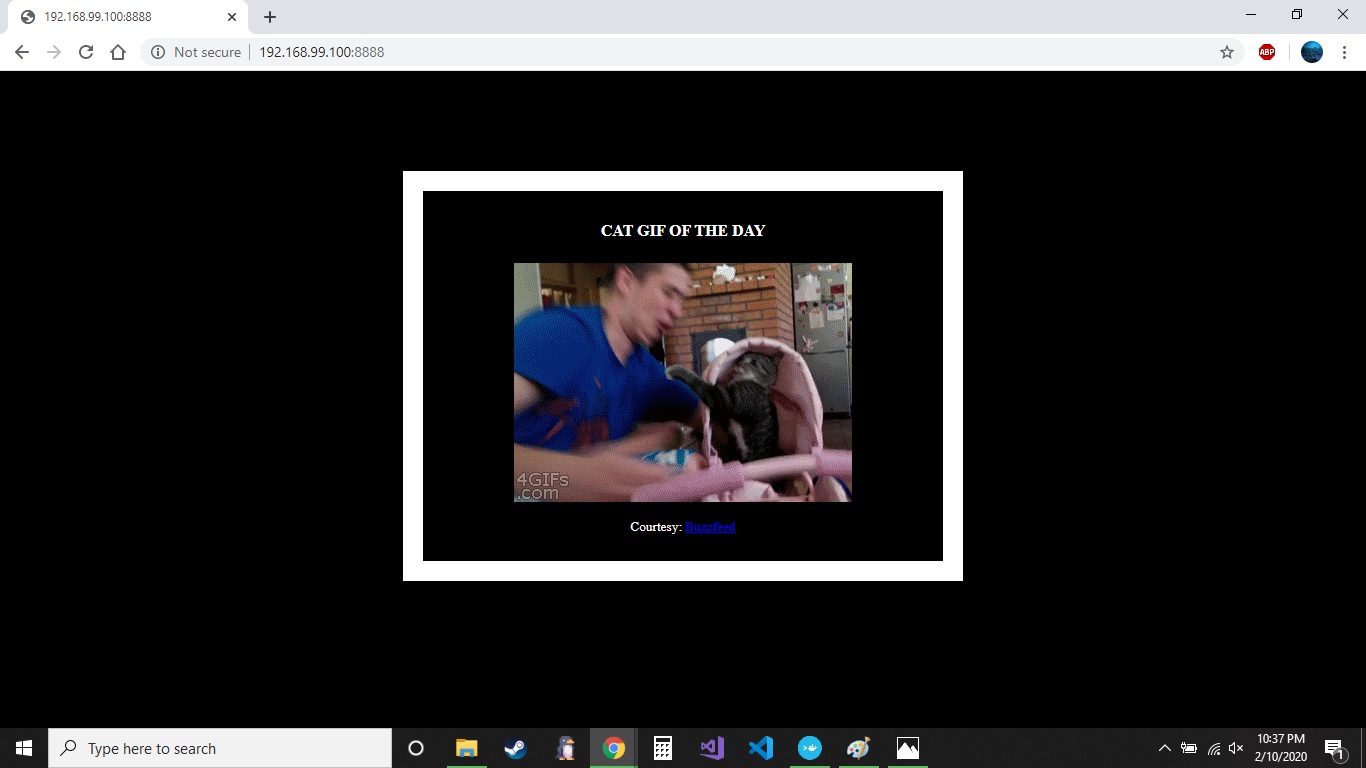 192.168.99.100:8888
Not secure
192.168.99.100:8888
ABP
CAT GIF OF THE DAY
4GIFs
.com
Courtesy: Buzzfeed
Type here to search
10:37 PM
2/10/2020
1